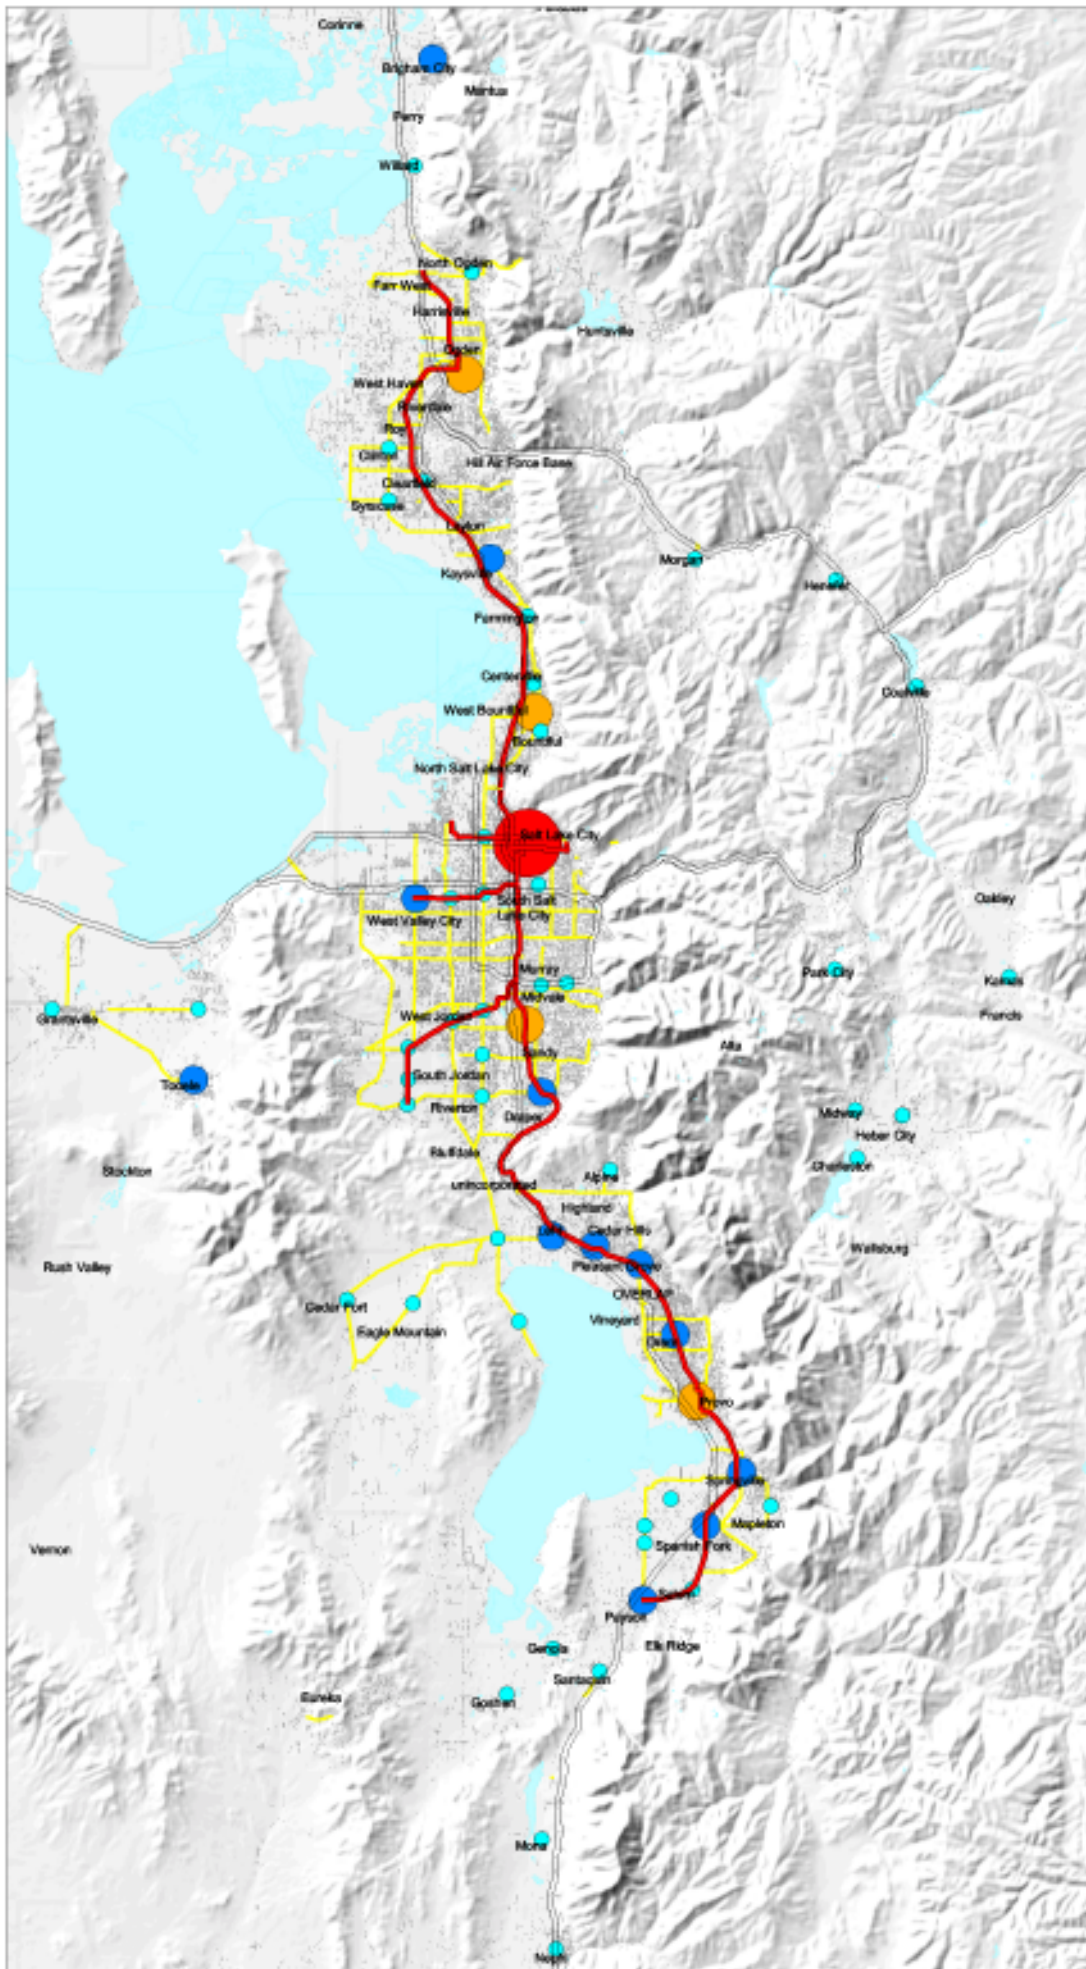 Corinne
Brigham City
Mantua
Perry
Willard
North Ogden
Farr West
Harrisville
Huntsville
Ogden
West Haven
Riverdale
Roy
Clinton
Hill Air Force Base
Clearfield
Syracuse
Layton
Morgan
Kaysville
Henefer
Farmington
Centerville
Coalville
West Bountiful
Bountiful
North Salt Lake City
Salt Lake City
South Salt
Lake City
Oakley
West Valley City
Murray
Park City
Kamas
Midvale
Grantsville
West Jordan
Francis
Alta
Sandy
South Jordan
Tooele
Riverton
Draper
Midway
Heber City
Bluffdale
Stockton
Charleston
Alpine
unincorporated
Highland
Cedar Hills
Lehi
Wallsburg
Rush Valley
Pleasant Grove
OVERLAP
Cedar Fort
Vineyard
Eagle Mountain
Orem
Provo
Springville
Mapleton
Spanish Fork
Vernon
Salem
Payson
Elk Ridge
Genola
Santaquin
Eureka
Goshen
Mona
Nephi